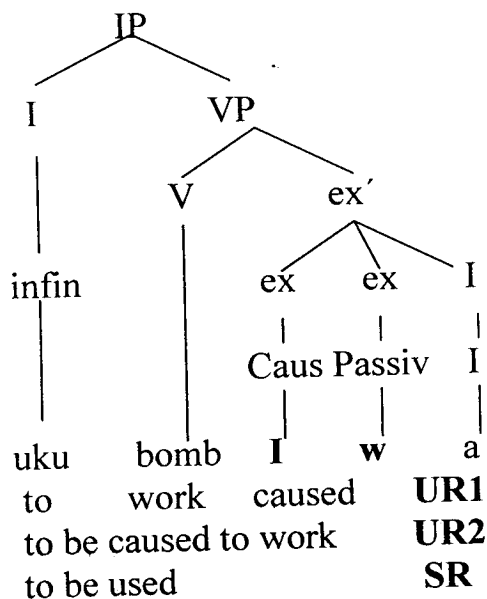 IP
I VP
V ex´
infin ex ex I
Caus Passiv I
uku bomb I w a
to work caused UR1
to be caused to work UR2
to be used SR